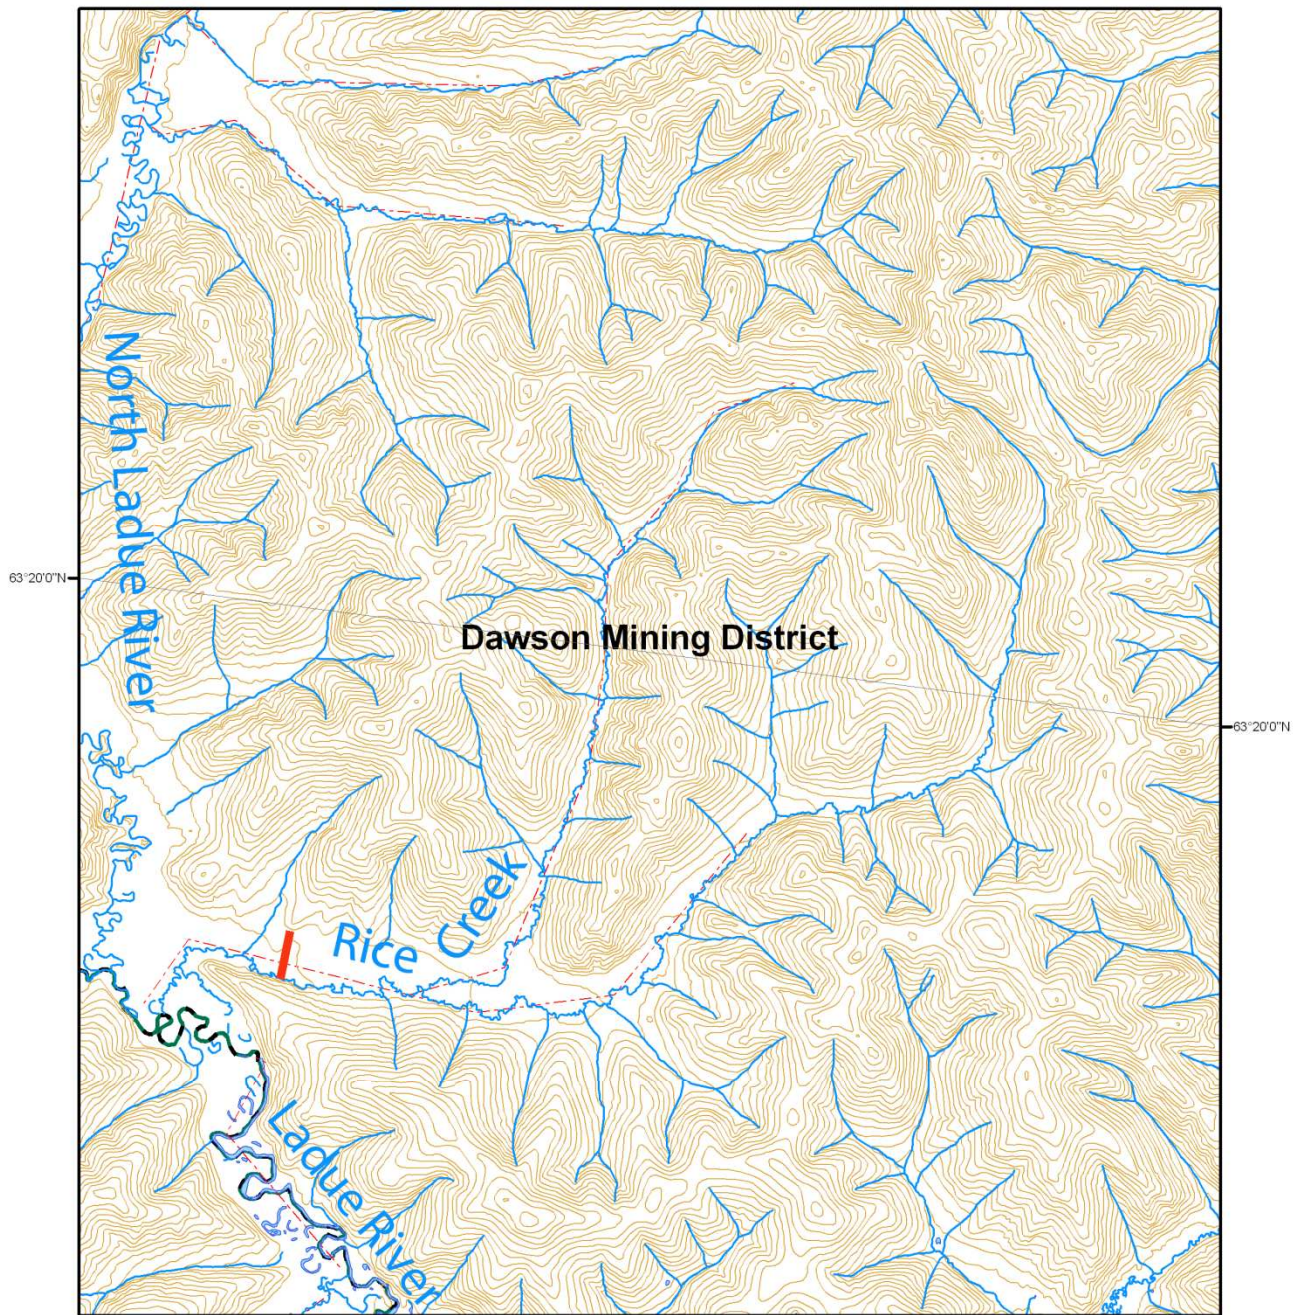 North Ladue River
63°20'0"N
Dawson Mining District
63°20'0"N
Rice Creek
Ladue River